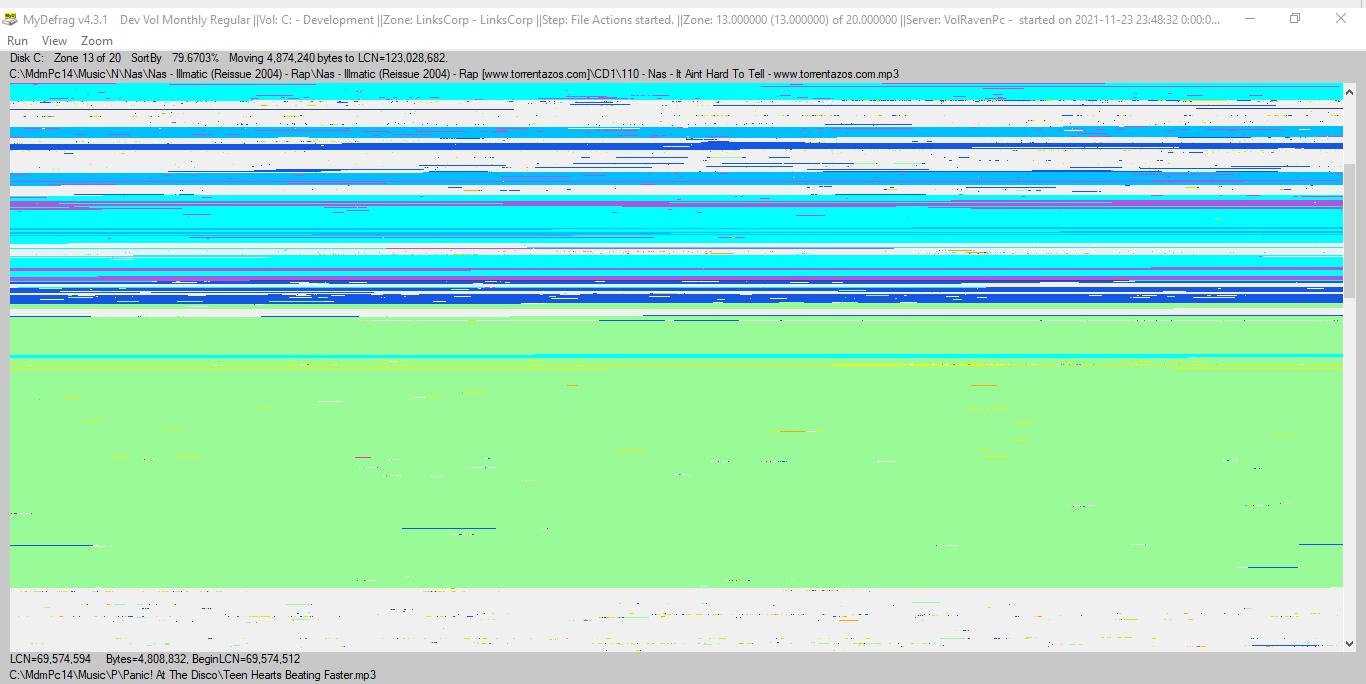 MyDefrag v4.3.1 Dev Vol Monthly Regular ||Vol: C: - Development ||Zone: LinksCorp - LinksCorp ||Step: File Actions started. ||Zone: 13.000000 (13.000000) of 20.000000 ||Server: VolRavenPc - started on 2021-11-23 23:48:32 0:00:0...
Run View Zoom
Disk C: Zone 13 of 20 SortBy 79.6703% Moving 4,874,240 bytes to LCN=123,028,682.
C:\MdmPc14\Music\N\Nas\Nas - Illmatic (Reissue 2004) - Rap\Nas - Illmatic (Reissue 2004) - Rap [www.torrentazos.com]\CD1\110 - Nas - It Aint Hard To Tell - www.torrentazos.com.mp3
LCN=69,574,594 Bytes=4,808,832, BeginLCN=69,574,512
C:\MdmPc14\Music\P\Panic! At The Disco\Teen Hearts Beating Faster.mp3